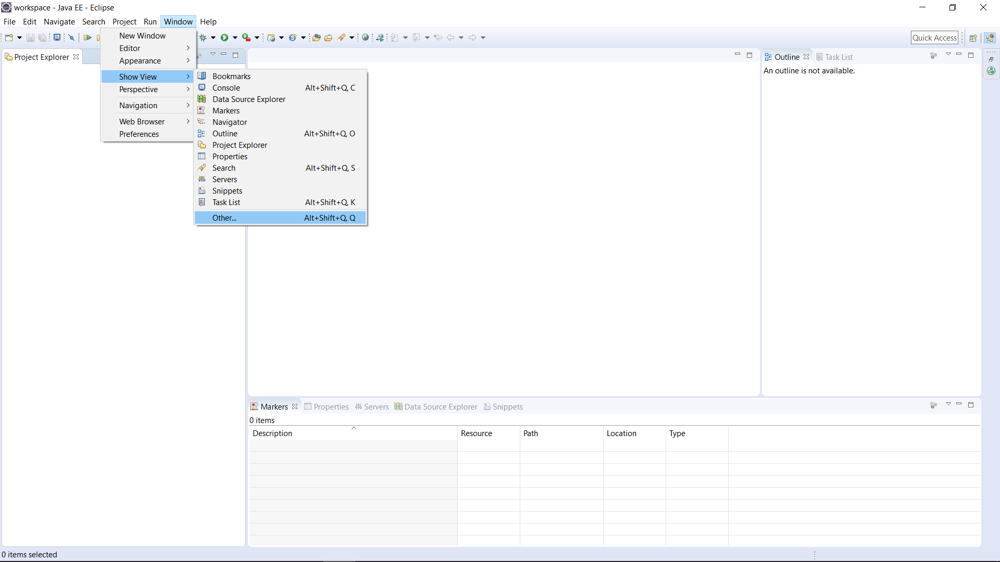 workspace - Java EE - Eclipse
File Edit Navigate Search Project Run Window Help
Quick Access
New Window
Editor
Appearance
Show View
Perspective
Navigation
Web Browser
Preferences
Project Explorer
Bookmarks
Console Alt+Shift+Q, C
Data Source Explorer
Markers
Navigator
Outline Alt+Shift+Q, O
Project Explorer
Properties
Search Alt+Shift+Q, S
Servers
Snippets
Task List Alt+Shift+Q, K
Other... Alt+Shift+Q, Q
Outline Task List
An outline is not available.
Markers Properties Servers Data Source Explorer Snippets
0 items
Description Resource Path Location Type
0 items selected